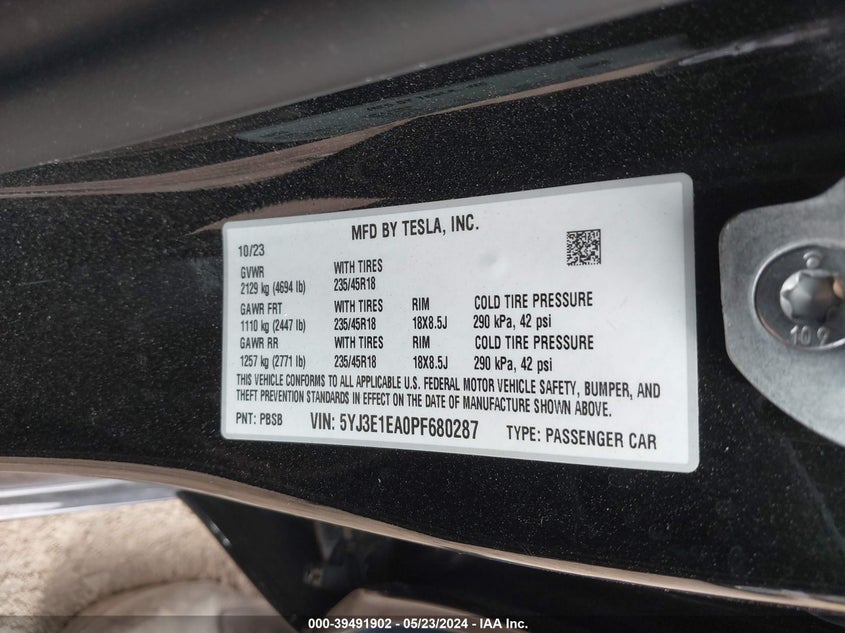 MFD BY TESLA, INC.
10/23
GVWR WITH TIRES
2129 kg (4694 lb) 235/45R18
GAWR FRT WITH TIRES RIM COLD TIRE PRESSURE
1110 kg (2447 lb) 235/45R18 18X8.5J 290 kPa, 42 psi
GAWR RR WITH TIRES RIM COLD TIRE PRESSURE
1257 kg (2771 lb) 235/45R18 18X8.5J 290 kPa, 42 psi
THIS VEHICLE CONFORMS TO ALL APPLICABLE U.S. FEDERAL MOTOR VEHICLE SAFETY, BUMPER, AND
THEFT PREVENTION STANDARDS IN EFFECT ON THE DATE OF MANUFACTURE SHOWN ABOVE.
PNT: PBSB VIN: 5YJ3E1EA0PF680287 TYPE: PASSENGER CAR
10 9
000-39491902 - 05/23/2024 - IAA Inc.